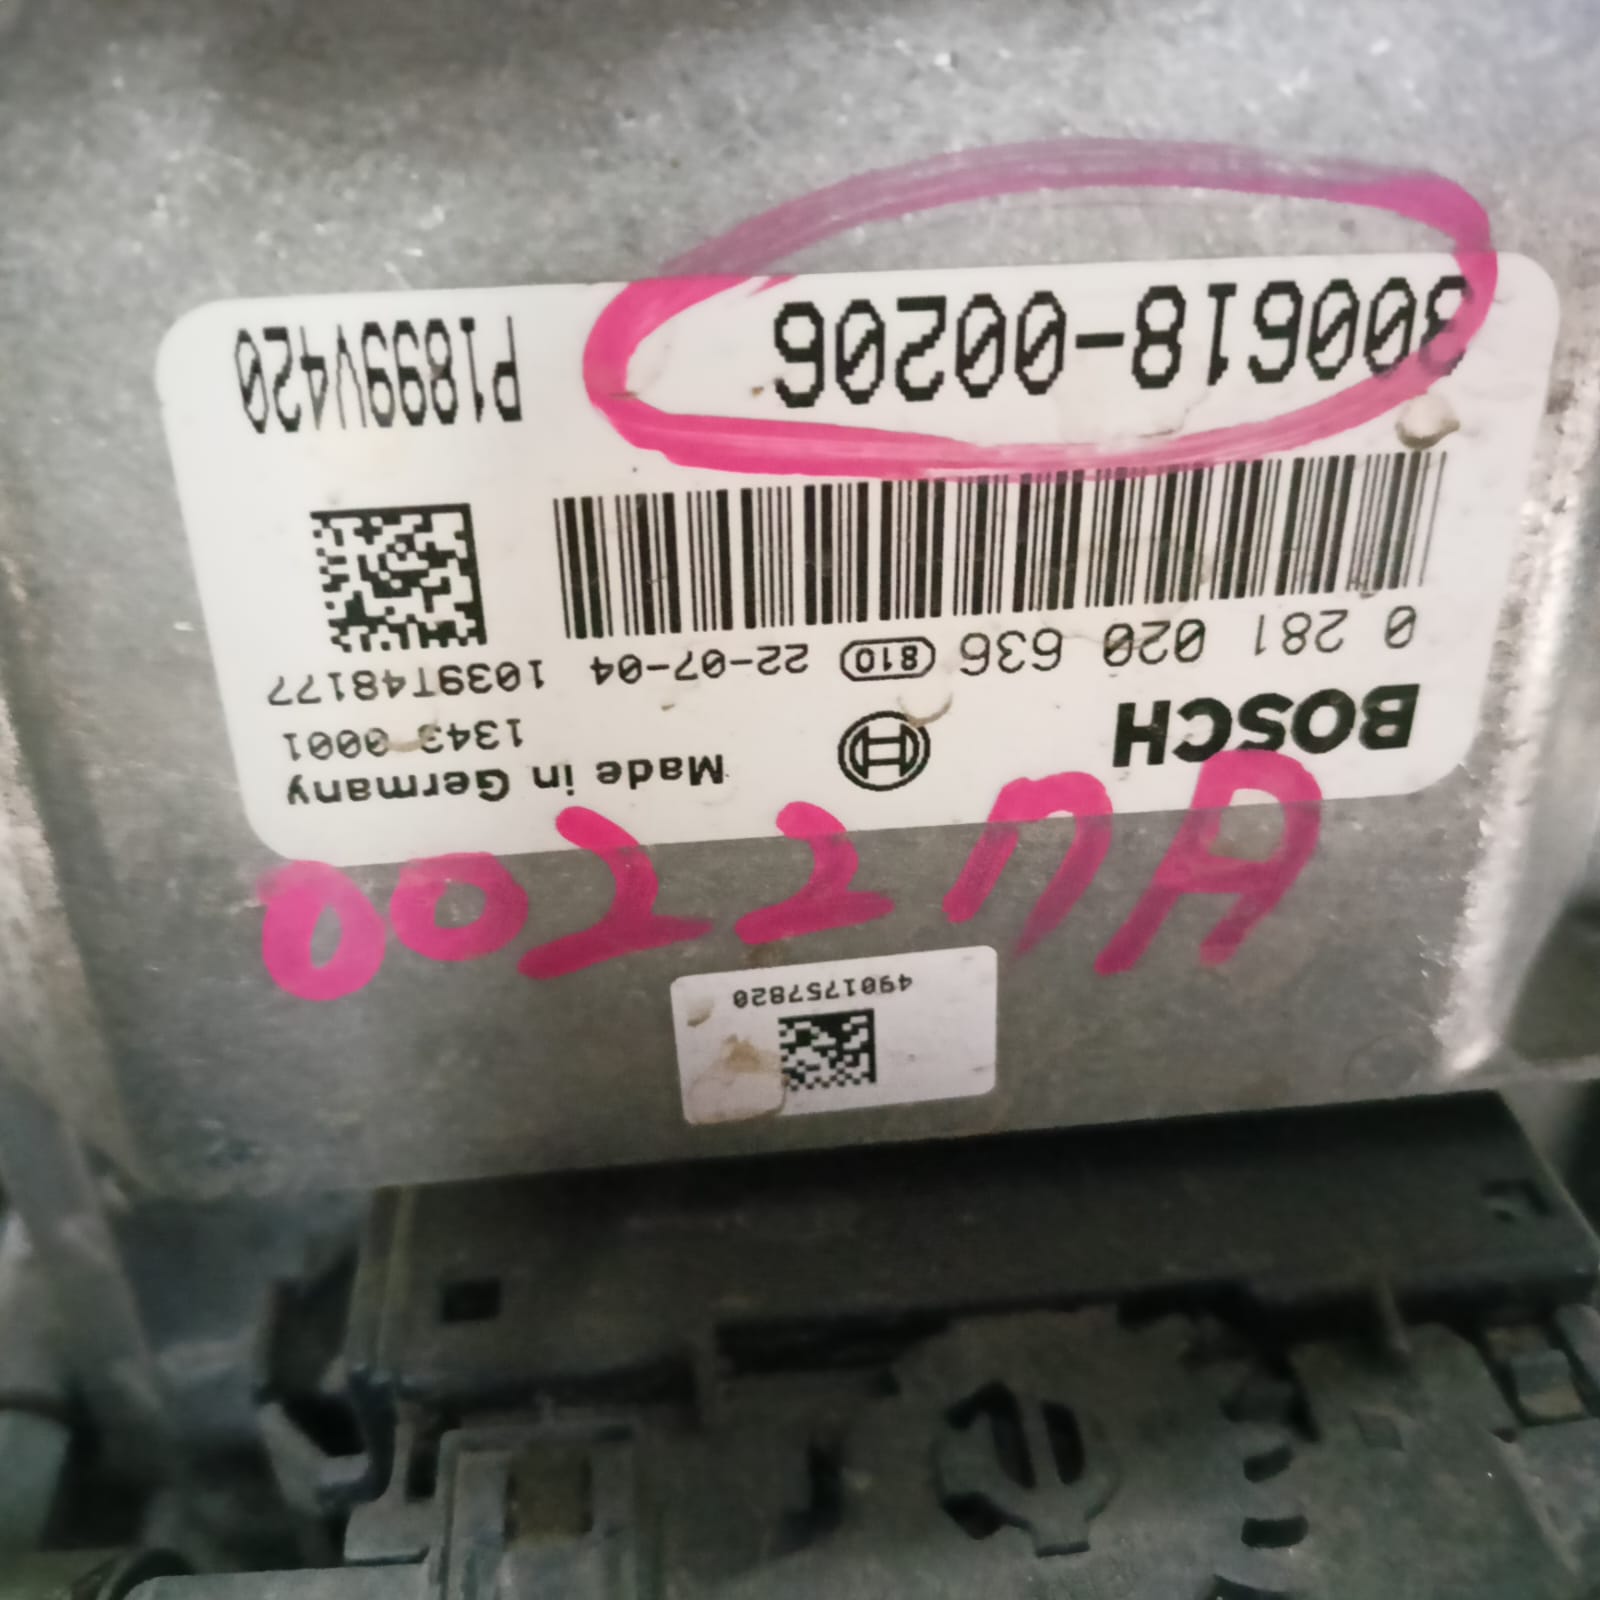 4901757820
BOSCH Made in Germany
1343 0001
0 281 020 636 810 22-07-04 1039T48177
300618-00206 P1899V420